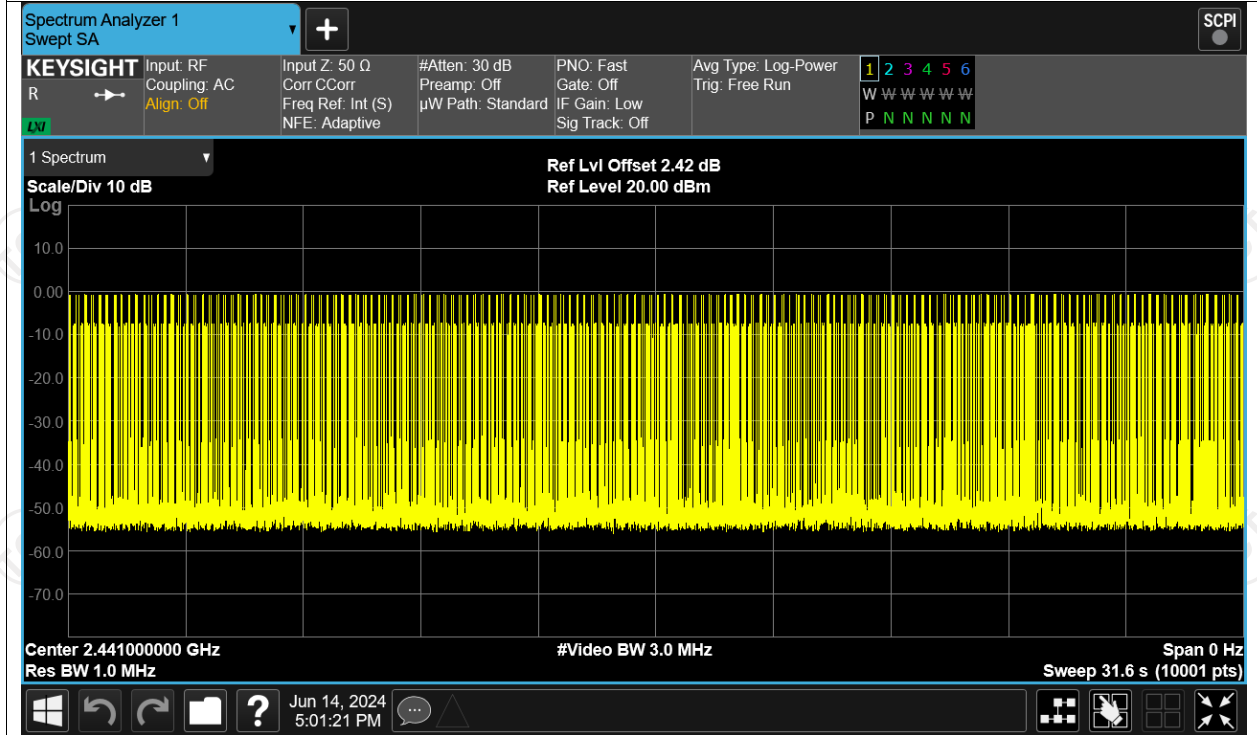 Spectrum Analyzer 1
Swept SA
SCPI
KEYSIGHT
R
LXI
Input: RF
Coupling: AC
Align: Off
Input Z: 50 Ω
Corr CCorr
Freq Ref: Int (S)
NFE: Adaptive
#Atten: 30 dB
Preamp: Off
µW Path: Standard
PNO: Fast
Gate: Off
IF Gain: Low
Sig Track: Off
Avg Type: Log-Power
Trig: Free Run
1 2 3 4 5 6
W W W W W W
P N N N N N
1 Spectrum
Scale/Div 10 dB
Log
Ref Lvl Offset 2.42 dB
Ref Level 20.00 dBm
10.0
0.00
-10.0
-20.0
-30.0
-40.0
-50.0
-60.0
-70.0
Center 2.441000000 GHz
Res BW 1.0 MHz
#Video BW 3.0 MHz
Span 0 Hz
Sweep 31.6 s (10001 pts)
?
Jun 14, 2024
5:01:21 PM